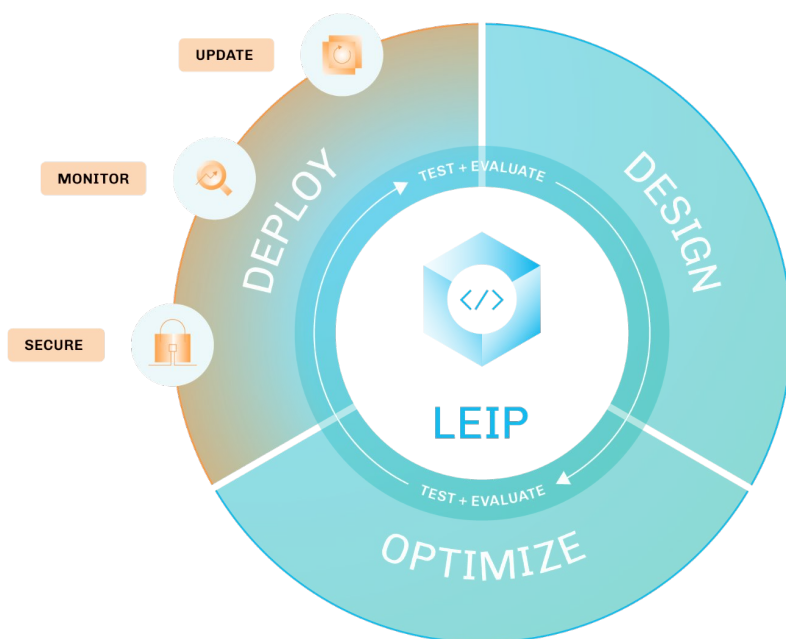 UPDATE
MONITOR
SECURE
DEPLOY
TEST + EVALUATE
DESIGN
</>
LEIP
TEST + EVALUATE
OPTIMIZE